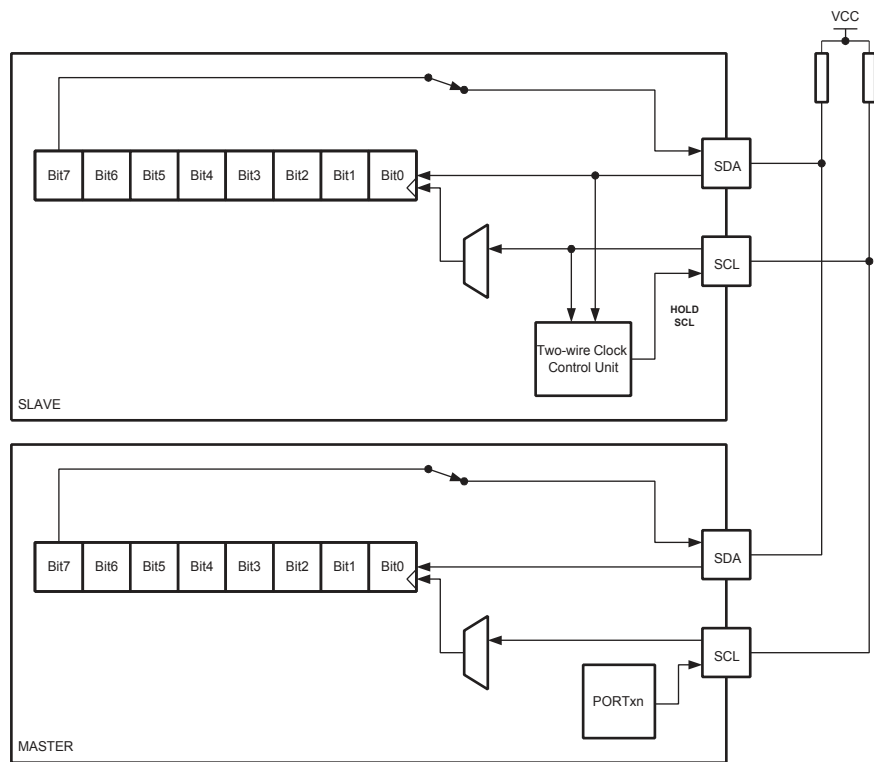 VCC
Bit7 Bit6 Bit5 Bit4 Bit3 Bit2 Bit1 Bit0
SDA
SCL
HOLD
SCL
Two-wire Clock
Control Unit
SLAVE
Bit7 Bit6 Bit5 Bit4 Bit3 Bit2 Bit1 Bit0
SDA
SCL
PORTxn
MASTER